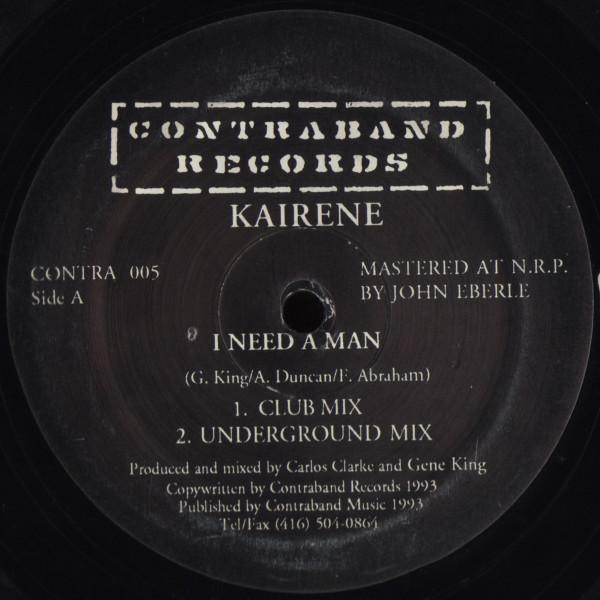 CONTRABAND
RECORDS
KAIRENE
CONTRA 005
Side A
MASTERED AT N.R.P.
BY JOHN EBERLE
I NEED A MAN
(G. King/A. Duncan/F. Abraham)
1. CLUB MIX
2. UNDERGROUND MIX
Produced and mixed by Carlos Clarke and Gene King
Copywritten by Contraband Records 1993
Published by Contraband Music 1993
Tel/Fax (416) 504-0864